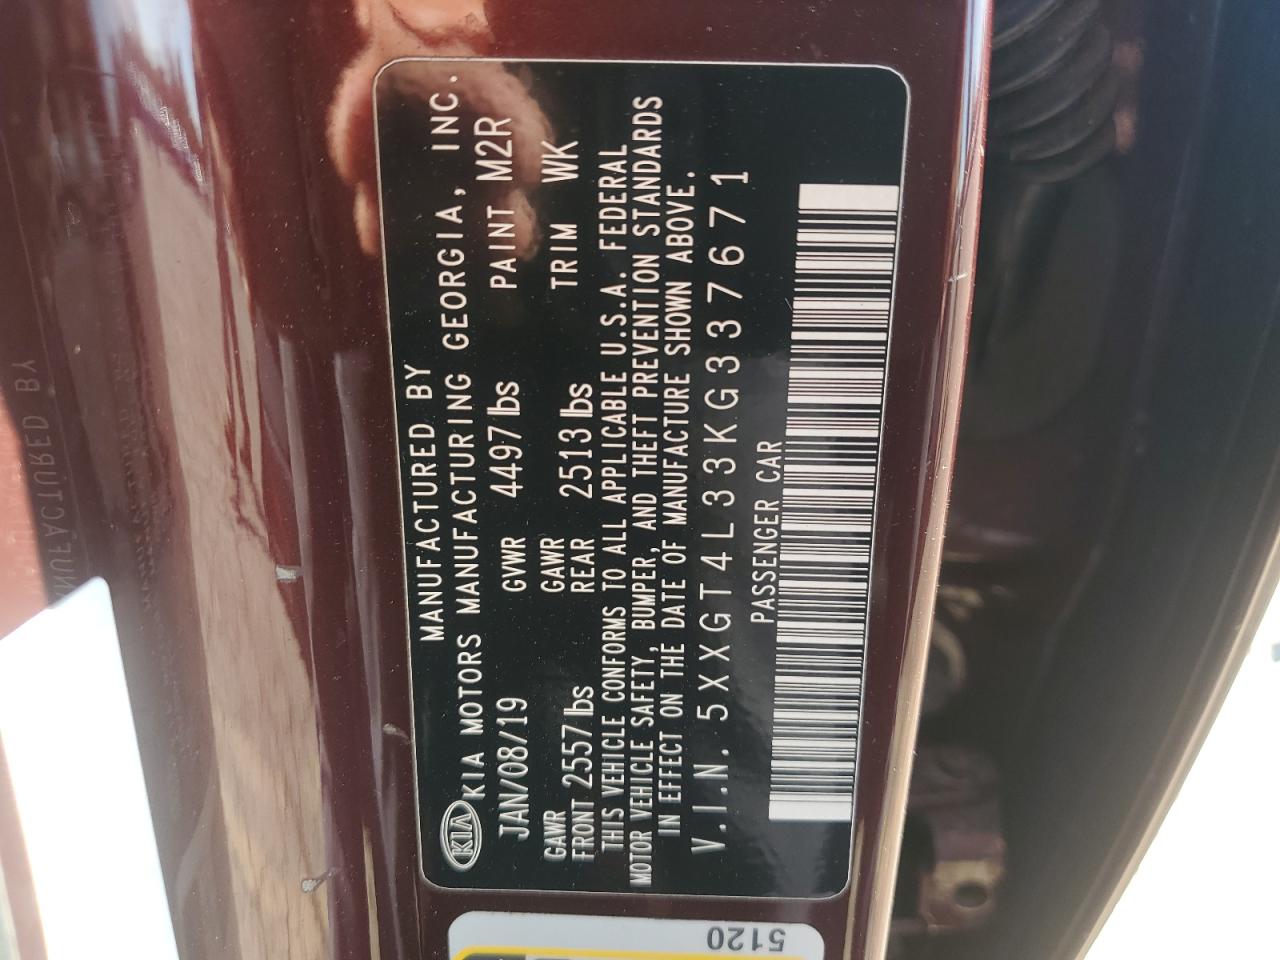 MANUFACTURED BY
KIA KIA MOTORS MANUFACTURING GEORGIA, INC.
JAN/08/19 GVWR 4497 lbs PAINT M2R
GAWR FRONT 2557 lbs GAWR REAR 2513 lbs TRIM WK
THIS VEHICLE CONFORMS TO ALL APPLICABLE U.S.A. FEDERAL
MOTOR VEHICLE SAFETY, BUMPER, AND THEFT PREVENTION STANDARDS
IN EFFECT ON THE DATE OF MANUFACTURE SHOWN ABOVE.
V.I.N. 5XXGT4L33KG337671
PASSENGER CAR
5120